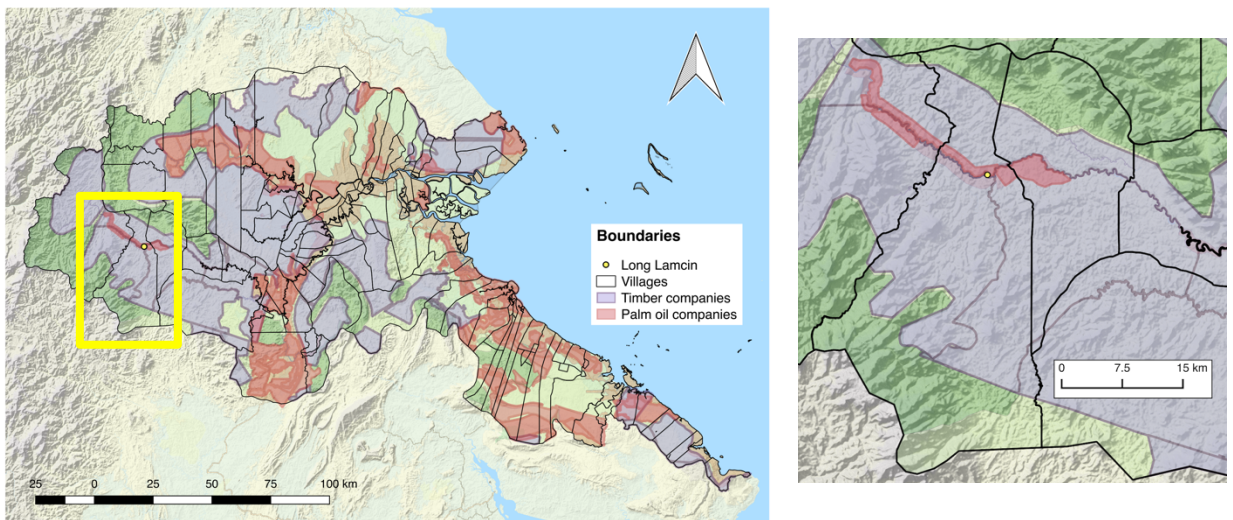 Boundaries
Long Lamcin
Villages
Timber companies
Palm oil companies
25 0 25 50 75 100 km
0 7.5 15 km